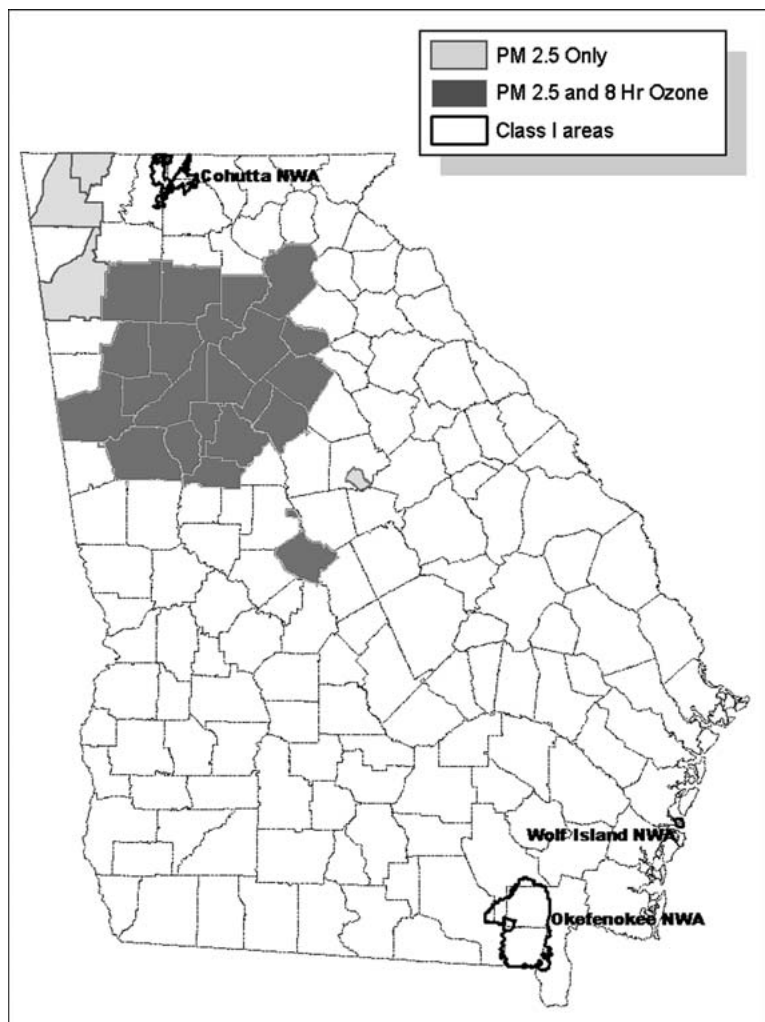 PM 2.5 Only
PM 2.5 and 8 Hr Ozone
Class I areas
Cohutta NWA
Wolf Island NWA
Okefenokee NWA